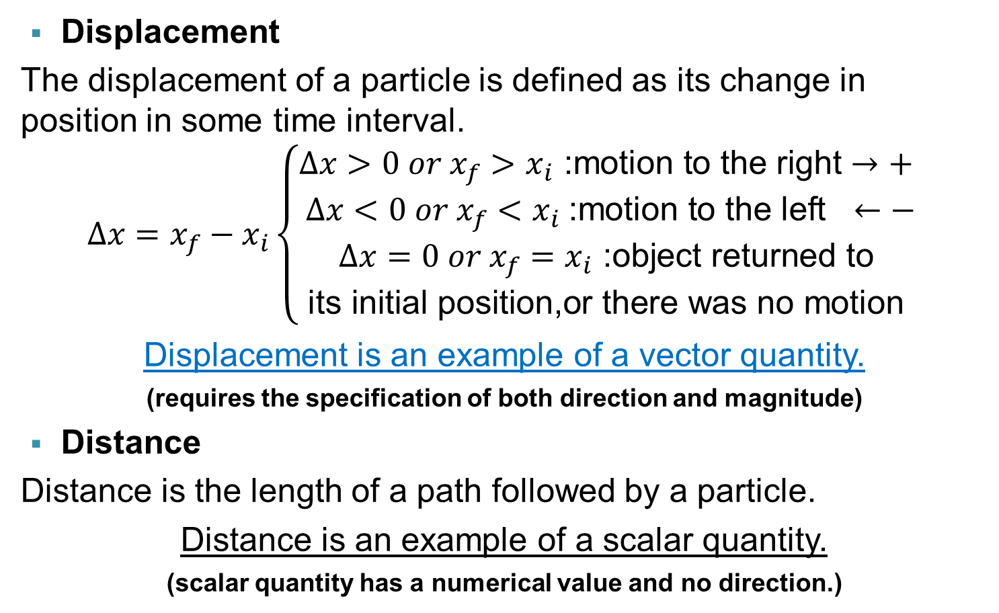 ▪ Displacement
The displacement of a particle is defined as its change in
position in some time interval.
Δx > 0 or x_f > x_i :motion to the right → +
Δx < 0 or x_f < x_i :motion to the left ← −
Δx = x_f − x_i {
Δx = 0 or x_f = x_i :object returned to
its initial position,or there was no motion
Displacement is an example of a vector quantity.
(requires the specification of both direction and magnitude)
▪ Distance
Distance is the length of a path followed by a particle.
Distance is an example of a scalar quantity.
(scalar quantity has a numerical value and no direction.)